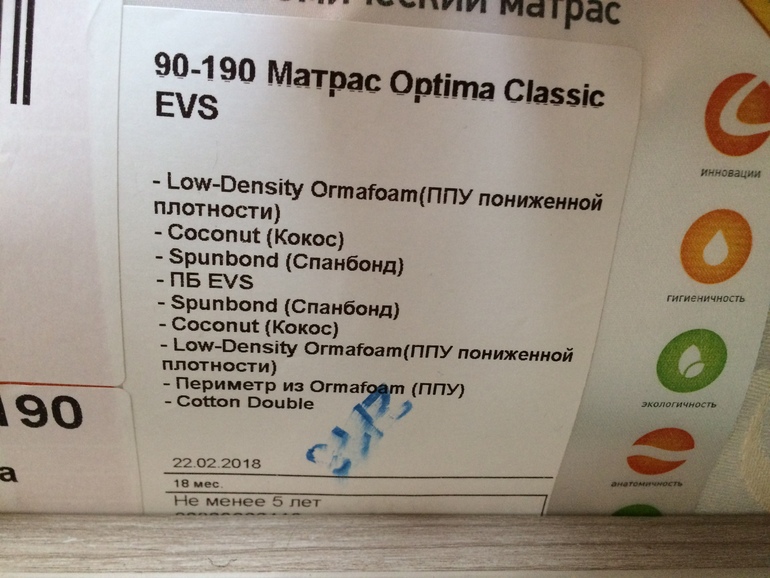 матрас
90-190 Матрас Optima Classic
EVS
- Low-Density Ormafoam(ППУ пониженной
плотности)
- Coconut (Кокос)
- Spunbond (Спанбонд)
- ПБ EVS
- Spunbond (Спанбонд)
- Coconut (Кокос)
- Low-Density Ormafoam(ППУ пониженной
плотности)
- Периметр из Ormafoam (ППУ)
- Cotton Double
22.02.2018
18 мес.
Не менее 5 лет
190
а
инновации
гигиеничность
экологичность
анатомичность